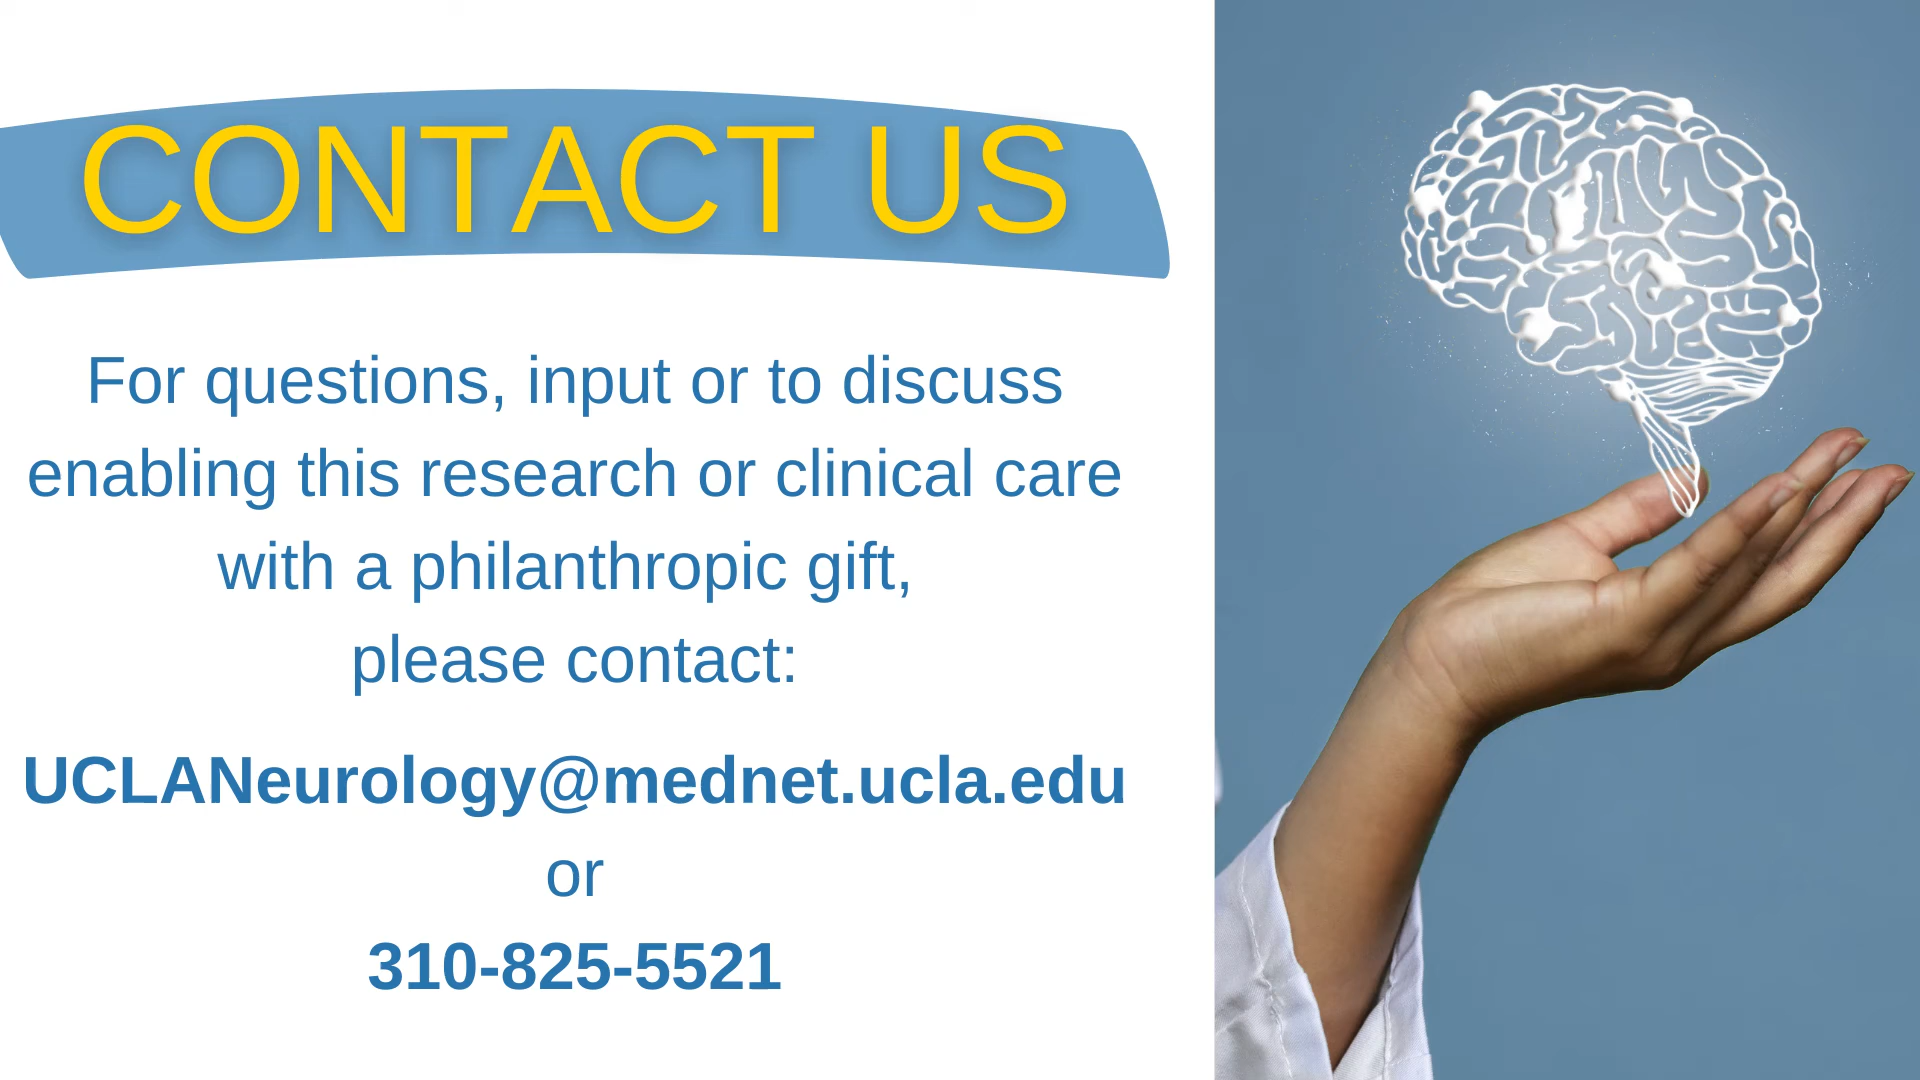 CONTACT US
For questions, input or to discuss
enabling this research or clinical care
with a philanthropic gift,
please contact:
UCLANeurology@mednet.ucla.edu
or
310-825-5521